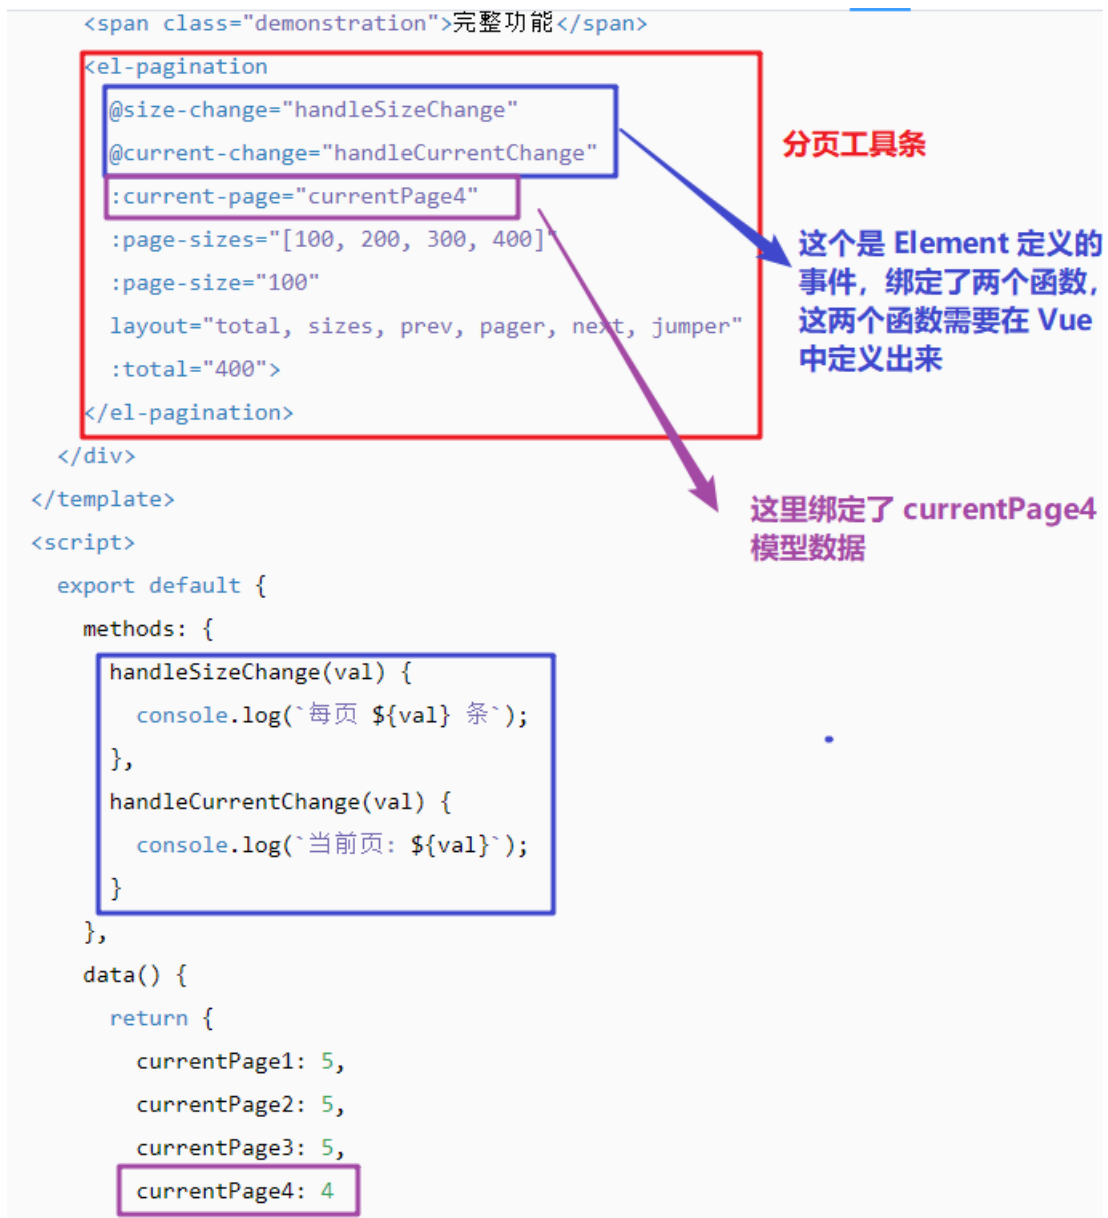 <span class="demonstration">完整功能</span>
<el-pagination
@size-change="handleSizeChange"
@current-change="handleCurrentChange"
:current-page="currentPage4"
:page-sizes="[100, 200, 300, 400]"
:page-size="100"
layout="total, sizes, prev, pager, next, jumper"
:total="400">
</el-pagination>
</div>
</template>
<script>
export default {
methods: {
handleSizeChange(val) {
console.log(`每页 ${val} 条`);
},
handleCurrentChange(val) {
console.log(`当前页: ${val}`);
}
},
data() {
return {
currentPage1: 5,
currentPage2: 5,
currentPage3: 5,
currentPage4: 4
分页工具条
这个是 Element 定义的
事件，绑定了两个函数，
这两个函数需要在 Vue
中定义出来
这里绑定了 currentPage4
模型数据